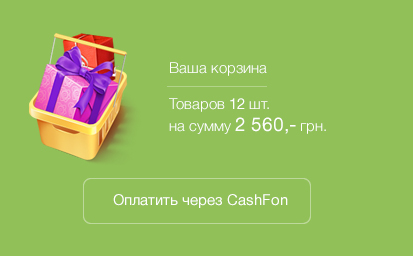 Ваша корзина
Товаров 12 шт.
на сумму 2 560,- грн.
Оплатить через CashFon